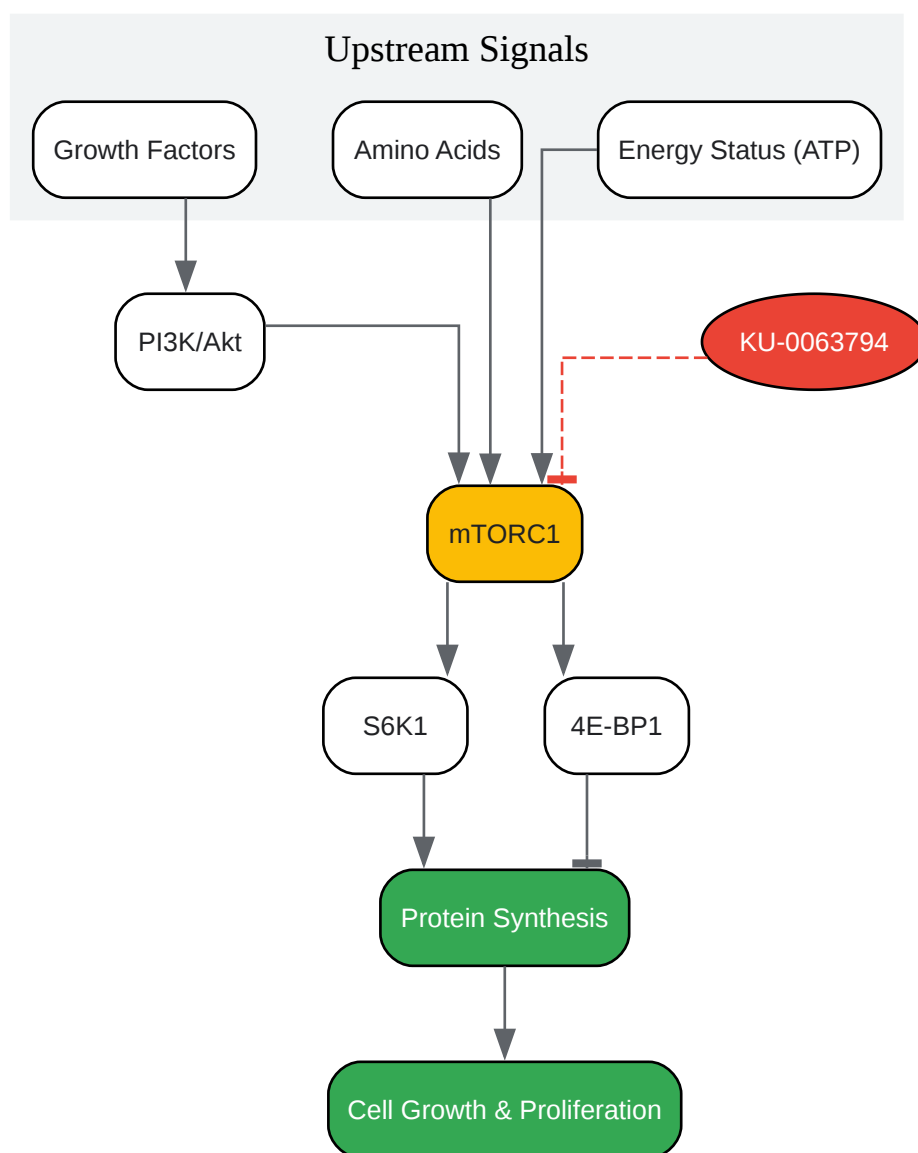 Upstream Signals
Growth Factors
Amino Acids
Energy Status (ATP)
PI3K/Akt
KU-0063794
mTORC1
S6K1
4E-BP1
Protein Synthesis
Cell Growth & Proliferation